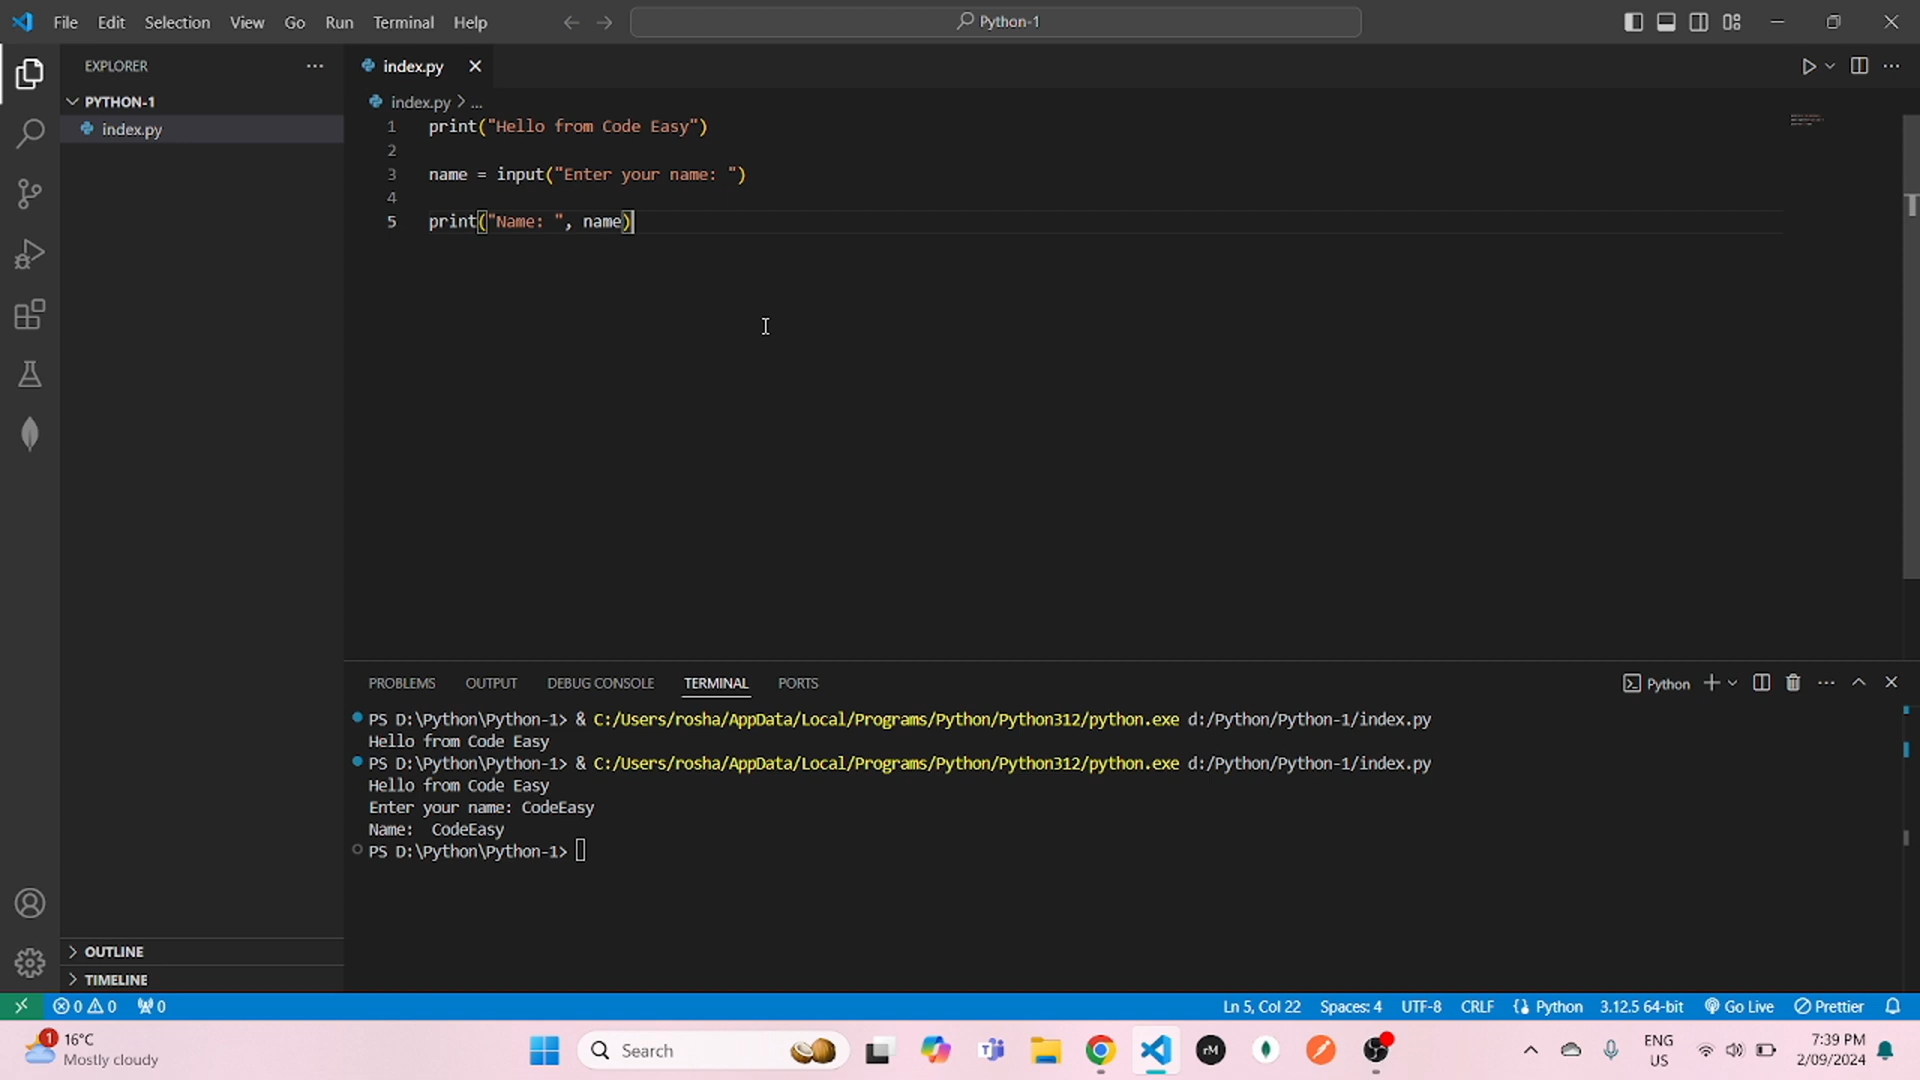 File Edit Selection View Go Run Terminal Help
Python-1
EXPLORER
PYTHON-1
index.py
OUTLINE
TIMELINE
index.py
index.py > ...
1 print("Hello from Code Easy")
2
3 name = input("Enter your name: ")
4
5 print("Name: ", name)
PROBLEMS OUTPUT DEBUG CONSOLE TERMINAL PORTS
Python
PS D:\Python\Python-1> & C:/Users/rosha/AppData/Local/Programs/Python/Python312/python.exe d:/Python/Python-1/index.py
Hello from Code Easy
PS D:\Python\Python-1> & C:/Users/rosha/AppData/Local/Programs/Python/Python312/python.exe d:/Python/Python-1/index.py
Hello from Code Easy
Enter your name: CodeEasy
Name:  CodeEasy
PS D:\Python\Python-1>
0 0 0
Ln 5, Col 22 Spaces: 4 UTF-8 CRLF Python 3.12.5 64-bit Go Live Prettier
1
16°C
Mostly cloudy
Search
rM
ENG
US
7:39 PM
2/09/2024